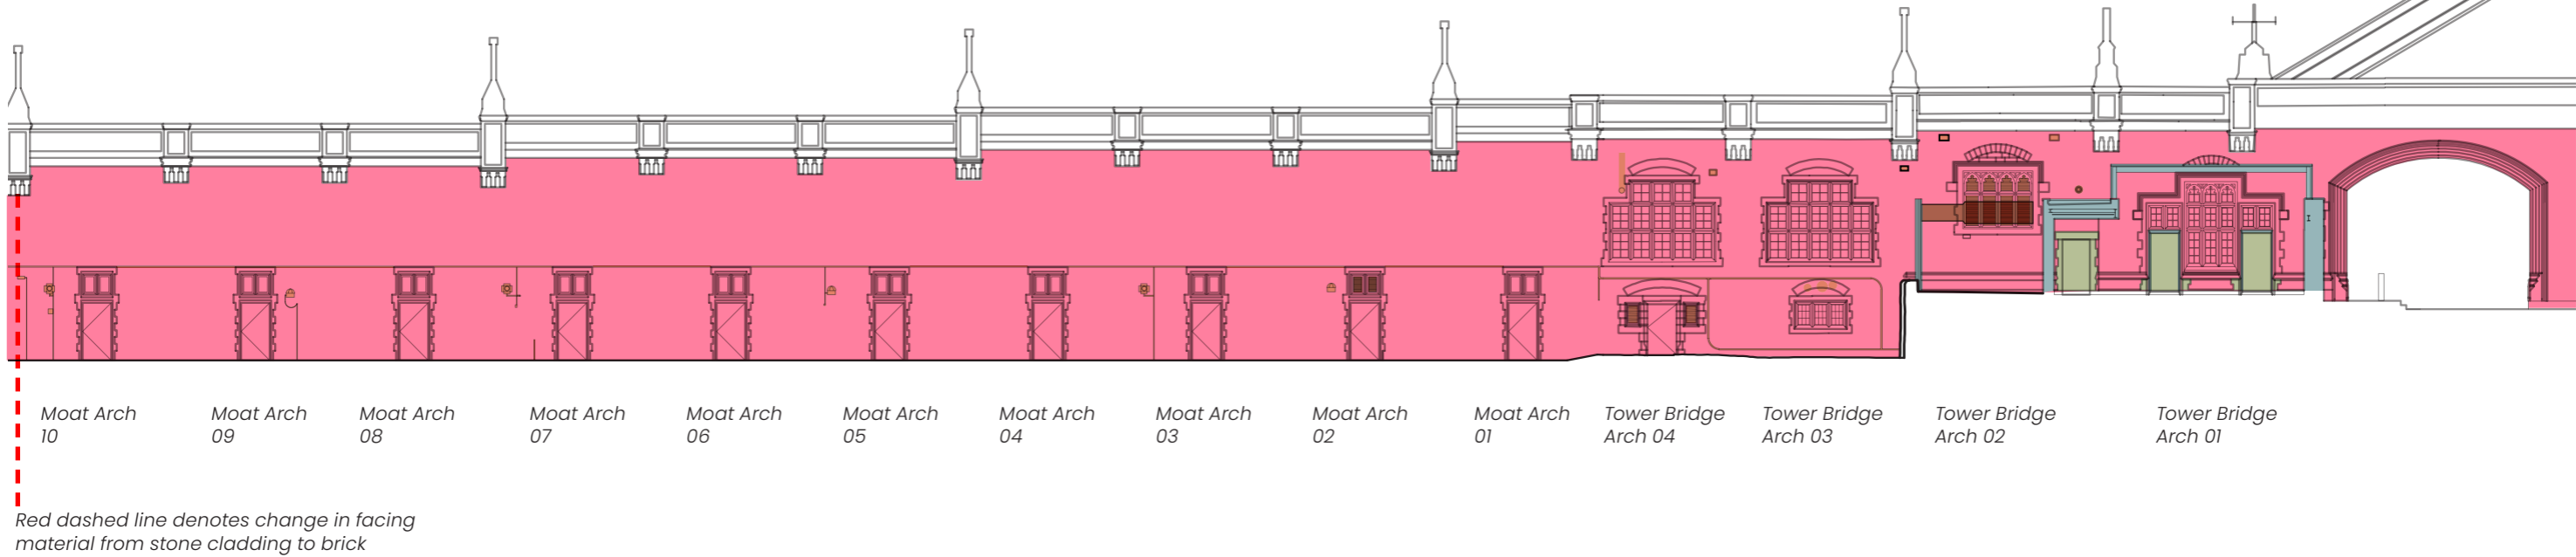 Moat Arch
10
Moat Arch
09
Moat Arch
08
Moat Arch
07
Moat Arch
06
Moat Arch
05
Moat Arch
04
Moat Arch
03
Moat Arch
02
Moat Arch
01
Tower Bridge
Arch 04
Tower Bridge
Arch 03
Tower Bridge
Arch 02
Tower Bridge
Arch 01
Red dashed line denotes change in facing
material from stone cladding to brick